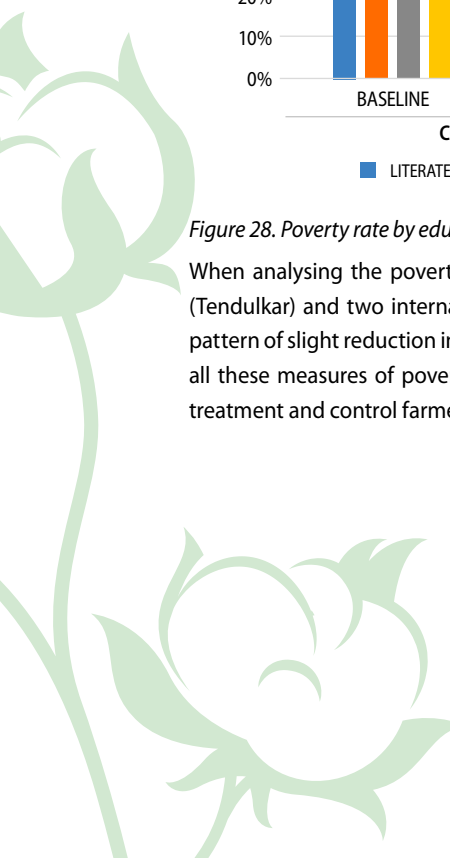 10%
0%
BASELINE
LITERATE
Figure 28. Poverty rate by edu
When analysing the povert
(Tendulkar) and two interna
pattern of slight reduction in
all these measures of pove
treatment and control farme